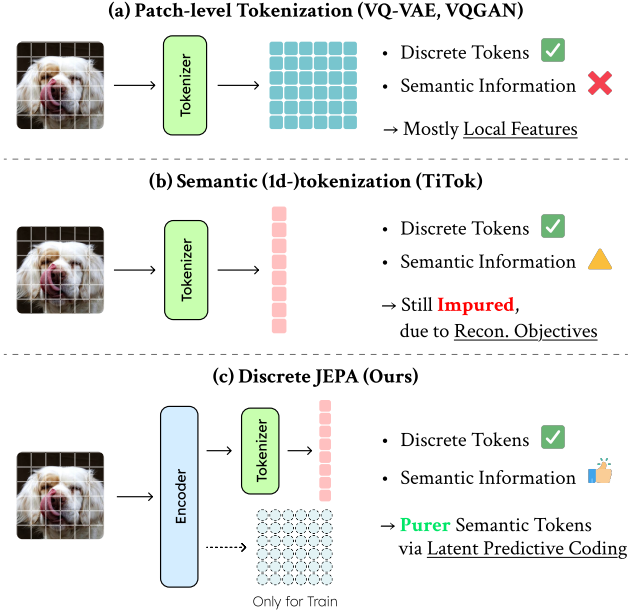 (a) Patch-level Tokenization (VQ-VAE, VQGAN)
Tokenizer
• Discrete Tokens ✅
• Semantic Information ❌
→ Mostly Local Features
(b) Semantic (1d-)tokenization (TiTok)
Tokenizer
• Discrete Tokens ✅
• Semantic Information
→ Still Impured,
due to Recon. Objectives
(c) Discrete JEPA (Ours)
Encoder
Tokenizer
Only for Train
• Discrete Tokens ✅
• Semantic Information 👍
→ Purer Semantic Tokens
via Latent Predictive Coding